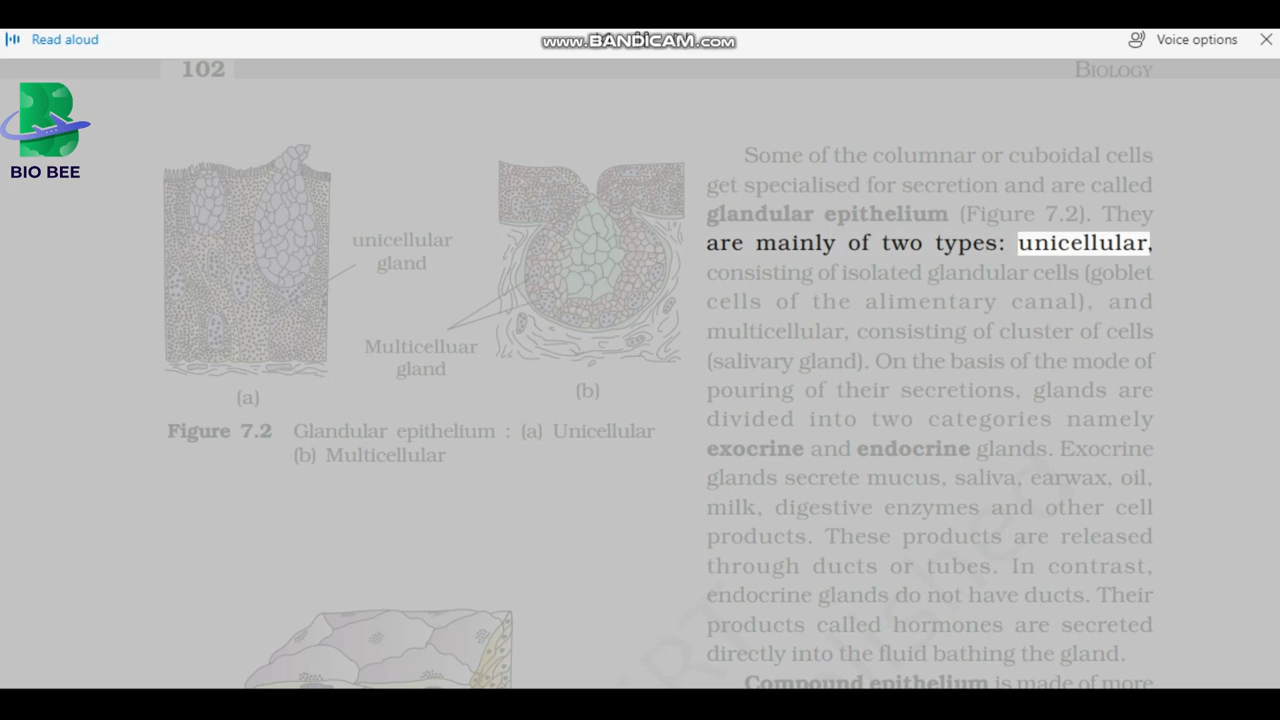 Read aloud
www.BANDICAM.com
Voice options
102
BIOLOGY
BIO BEE
unicellular
gland
Multicelluar
gland
(a)
(b)
Figure 7.2 Glandular epithelium : (a) Unicellular
(b) Multicellular
Some of the columnar or cuboidal cells
get specialised for secretion and are called
glandular epithelium (Figure 7.2). They
are mainly of two types: unicellular,
consisting of isolated glandular cells (goblet
cells of the alimentary canal), and
multicellular, consisting of cluster of cells
(salivary gland). On the basis of the mode of
pouring of their secretions, glands are
divided into two categories namely
exocrine and endocrine glands. Exocrine
glands secrete mucus, saliva, earwax, oil,
milk, digestive enzymes and other cell
products. These products are released
through ducts or tubes. In contrast,
endocrine glands do not have ducts. Their
products called hormones are secreted
directly into the fluid bathing the gland.
Compound epithelium is made of more